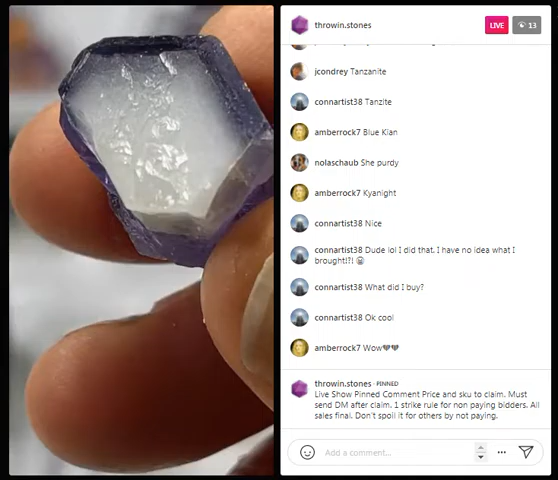 throwin.stones
LIVE
13
jcondrey Tanzanite
connartist38 Tanzite
amberrock7 Blue Kian
nolaschaub She purdy
amberrock7 Kyanight
connartist38 Nice
connartist38 Dude lol I did that. I have no idea what I
brought!?! 😀
connartist38 What did I buy?
connartist38 Ok cool
amberrock7 Wow💜💜
throwin.stones · PINNED
Live Show Pinned Comment Price and sku to claim. Must
send DM after claim. 1 strike rule for non paying bidders. All
sales final. Don't spoil it for others by not paying.
Add a comment...